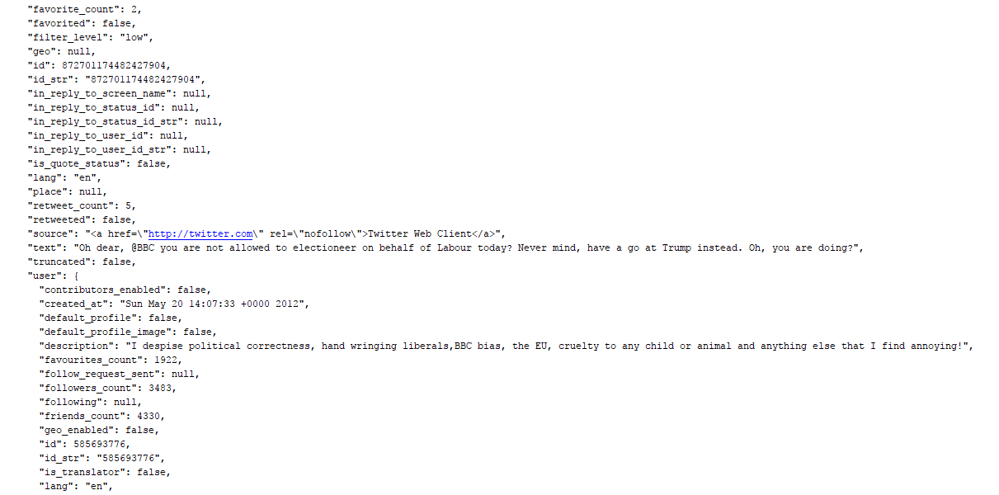 "favorite_count": 2,
"favorited": false,
"filter_level": "low",
"geo": null,
"id": 872701174482427904,
"id_str": "872701174482427904",
"in_reply_to_screen_name": null,
"in_reply_to_status_id": null,
"in_reply_to_status_id_str": null,
"in_reply_to_user_id": null,
"in_reply_to_user_id_str": null,
"is_quote_status": false,
"lang": "en",
"place": null,
"retweet_count": 5,
"retweeted": false,
"source": "<a href=\"http://twitter.com\" rel=\"nofollow\">Twitter Web Client</a>",
"text": "Oh dear, @BBC you are not allowed to electioneer on behalf of Labour today? Never mind, have a go at Trump instead. Oh, you are doing?",
"truncated": false,
"user": {
"contributors_enabled": false,
"created_at": "Sun May 20 14:07:33 +0000 2012",
"default_profile": false,
"default_profile_image": false,
"description": "I despise political correctness, hand wringing liberals,BBC bias, the EU, cruelty to any child or animal and anything else that I find annoying!",
"favourites_count": 1922,
"follow_request_sent": null,
"followers_count": 3483,
"following": null,
"friends_count": 4330,
"geo_enabled": false,
"id": 585693776,
"id_str": "585693776",
"is_translator": false,
"lang": "en",